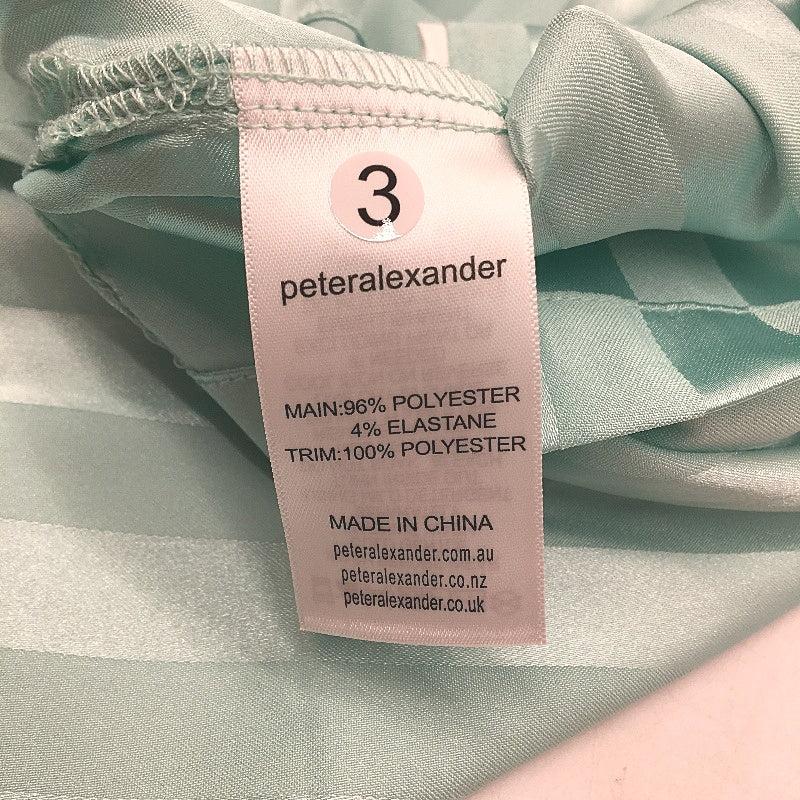 3
peteralexander
MAIN:96% POLYESTER
4% ELASTANE
TRIM:100% POLYESTER
MADE IN CHINA
peteralexander.com.au
peteralexander.co.nz
peteralexander.co.uk